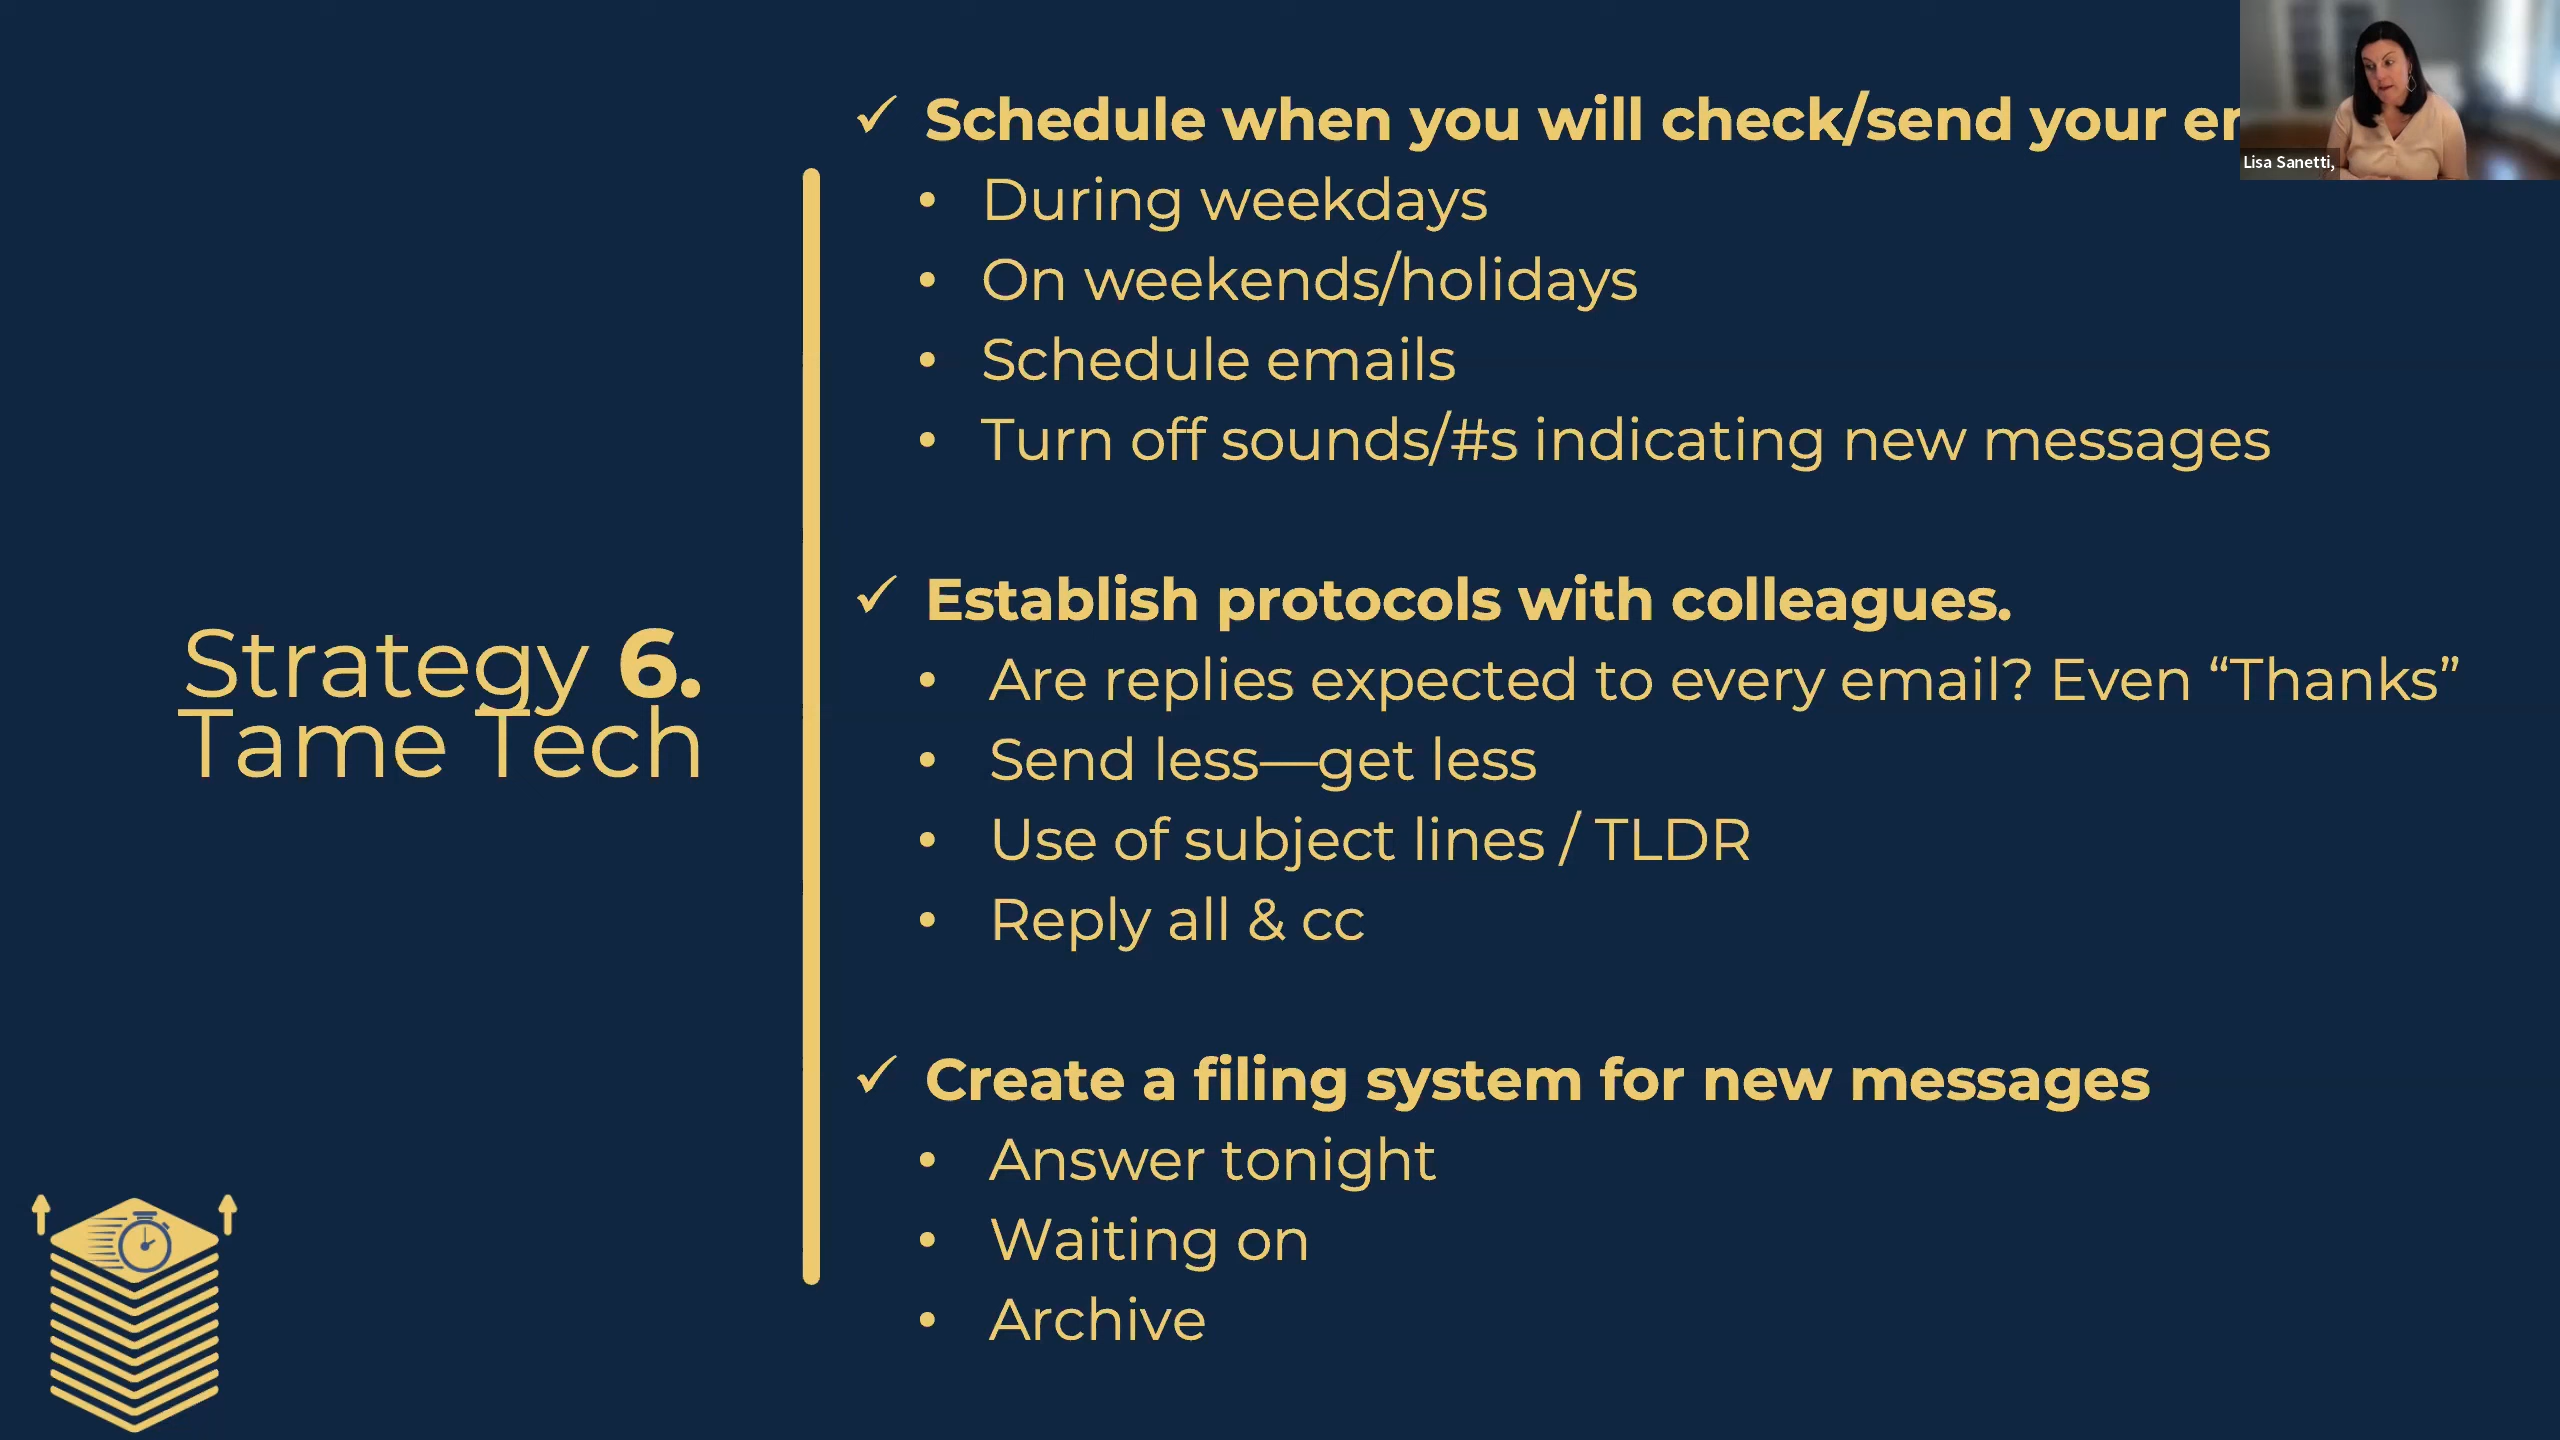 ✓ Schedule when you will check/send your
• During weekdays
• On weekends/holidays
• Schedule emails
• Turn off sounds/#s indicating new messages
✓ Establish protocols with colleagues.
• Are replies expected to every email? Even “Thanks”
• Send less—get less
• Use of subject lines / TLDR
• Reply all & cc
✓ Create a filing system for new messages
• Answer tonight
• Waiting on
• Archive
Strategy 6.
Tame Tech
Lisa Sanetti,